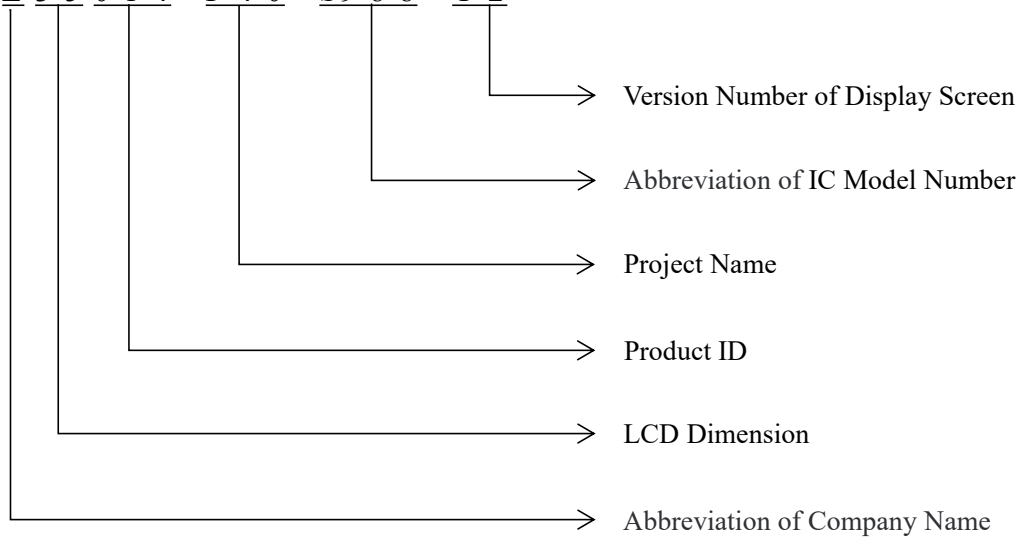 Version Number of Display Screen
Abbreviation of IC Model Number
Project Name
Product ID
LCD Dimension
Abbreviation of Company Name